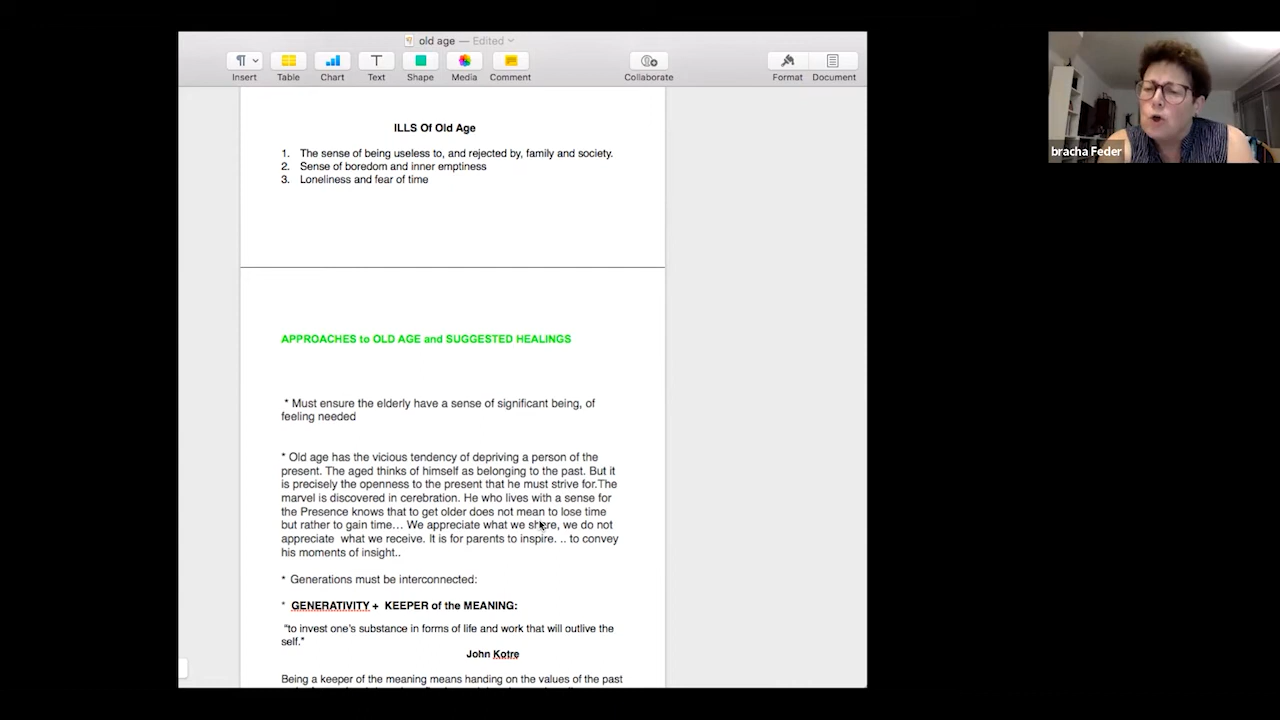 old age — Edited
Insert
Table
Chart
Text
Shape
Media
Comment
Collaborate
Format
Document
bracha Feder
ILLS Of Old Age
1. The sense of being useless to, and rejected by, family and society.
2. Sense of boredom and inner emptiness
3. Loneliness and fear of time
APPROACHES to OLD AGE and SUGGESTED HEALINGS
* Must ensure the elderly have a sense of significant being, of
feeling needed
* Old age has the vicious tendency of depriving a person of the
present. The aged thinks of himself as belonging to the past. But it
is precisely the openness to the present that he must strive for.The
marvel is discovered in cerebration. He who lives with a sense for
the Presence knows that to get older does not mean to lose time
but rather to gain time… We appreciate what we share, we do not
appreciate what we receive. It is for parents to inspire. .. to convey
his moments of insight..
* Generations must be interconnected:
* GENERATIVITY + KEEPER of the MEANING:
“to invest one’s substance in forms of life and work that will outlive the
self.”
John Kotre
Being a keeper of the meaning means handing on the values of the past